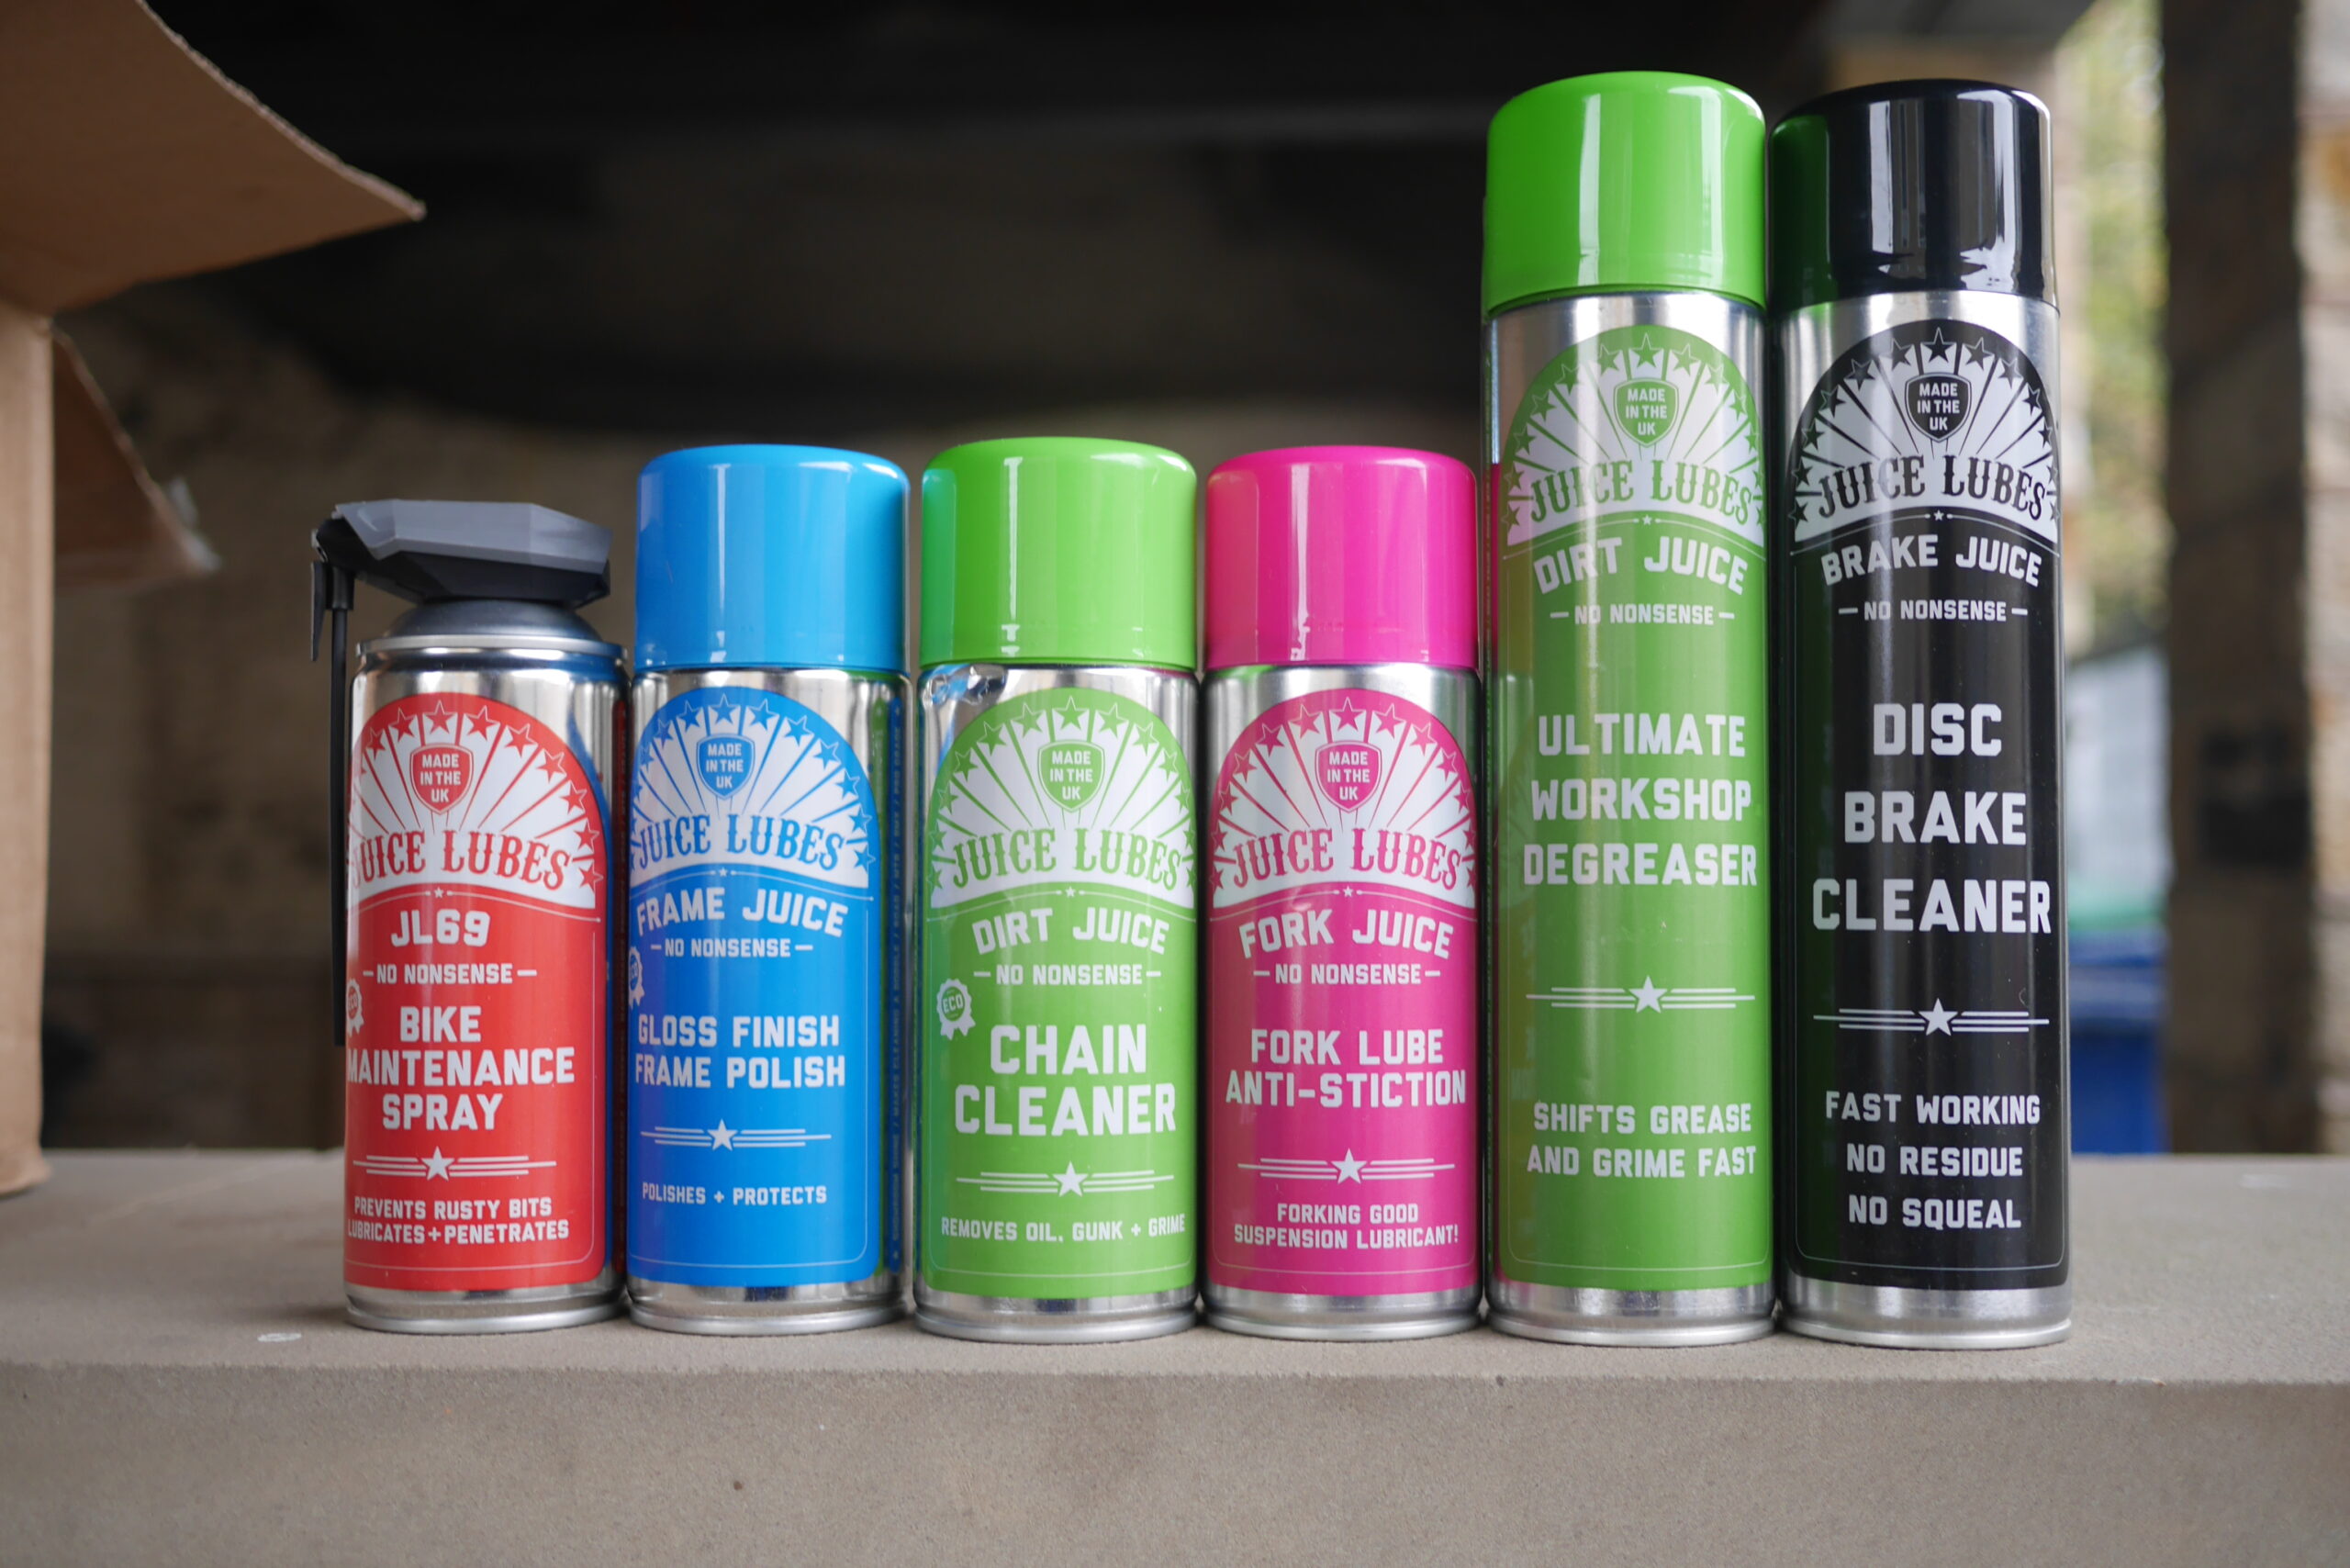 MADE
IN THE
UK
JUICE LUBES
JL69
NO NONSENSE
ECO
BIKE
MAINTENANCE
SPRAY
PREVENTS RUSTY BITS
LUBRICATES + PENETRATES
MADE
IN THE
UK
JUICE LUBES
FRAME JUICE
NO NONSENSE
GLOSS FINISH
FRAME POLISH
POLISHES + PROTECTS
MADE
IN THE
UK
JUICE LUBES
DIRT JUICE
NO NONSENSE
ECO
CHAIN
CLEANER
REMOVES OIL, GUNK + GRIME
MADE
IN THE
UK
JUICE LUBES
FORK JUICE
NO NONSENSE
FORK LUBE
ANTI-STICTION
FORKING GOOD
SUSPENSION LUBRICANT!
MADE
IN THE
UK
JUICE LUBES
DIRT JUICE
NO NONSENSE
ULTIMATE
WORKSHOP
DEGREASER
SHIFTS GREASE
AND GRIME FAST
MADE
IN THE
UK
JUICE LUBES
BRAKE JUICE
NO NONSENSE
DISC
BRAKE
CLEANER
FAST WORKING
NO RESIDUE
NO SQUEAL